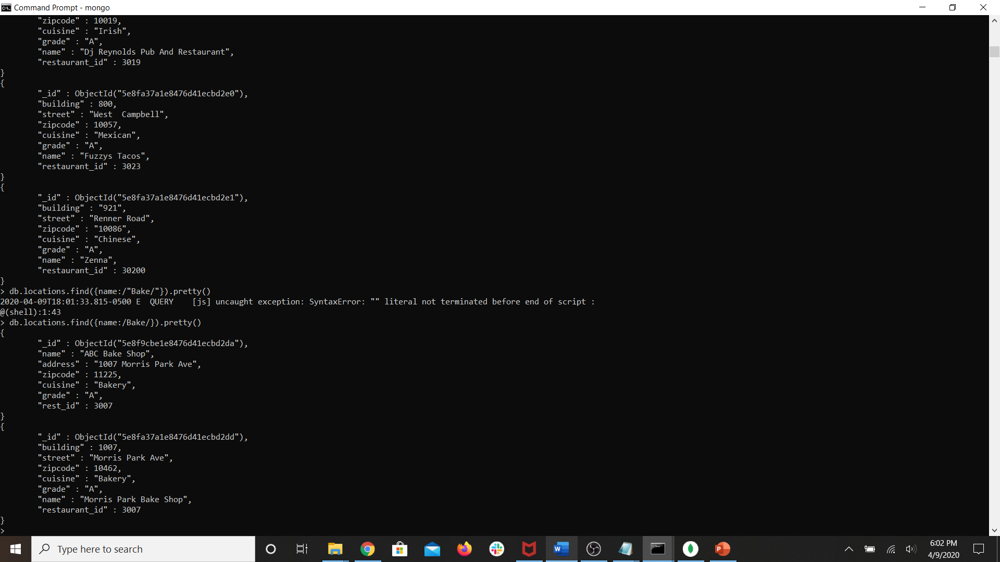 Command Prompt - mongo
        "zipcode" : 10019,
        "cuisine" : "Irish",
        "grade" : "A",
        "name" : "Dj Reynolds Pub And Restaurant",
        "restaurant_id" : 3019
}
{
        "_id" : ObjectId("5e8fa37a1e8476d41ecbd2e0"),
        "building" : 800,
        "street" : "West  Campbell",
        "zipcode" : 10057,
        "cuisine" : "Mexican",
        "grade" : "A",
        "name" : "Fuzzys Tacos",
        "restaurant_id" : 3023
}
{
        "_id" : ObjectId("5e8fa37a1e8476d41ecbd2e1"),
        "building" : "921",
        "street" : "Renner Road",
        "zipcode" : "10086",
        "cuisine" : "Chinese",
        "grade" : "A",
        "name" : "Zenna",
        "restaurant_id" : 30200
}
> db.locations.find({name:/"Bake/"}).pretty()
2020-04-09T18:01:33.815-0500 E  QUERY    [js] uncaught exception: SyntaxError: "" literal not terminated before end of script :
@(shell):1:43
> db.locations.find({name:/Bake/}).pretty()
{
        "_id" : ObjectId("5e8f9cbe1e8476d41ecbd2da"),
        "name" : "ABC Bake Shop",
        "address" : "1007 Morris Park Ave",
        "zipcode" : 11225,
        "cuisine" : "Bakery",
        "grade" : "A",
        "rest_id" : 3007
}
{
        "_id" : ObjectId("5e8fa37a1e8476d41ecbd2dd"),
        "building" : 1007,
        "street" : "Morris Park Ave",
        "zipcode" : 10462,
        "cuisine" : "Bakery",
        "grade" : "A",
        "name" : "Morris Park Bake Shop",
        "restaurant_id" : 3007
}
>
Type here to search
6:02 PM
4/9/2020